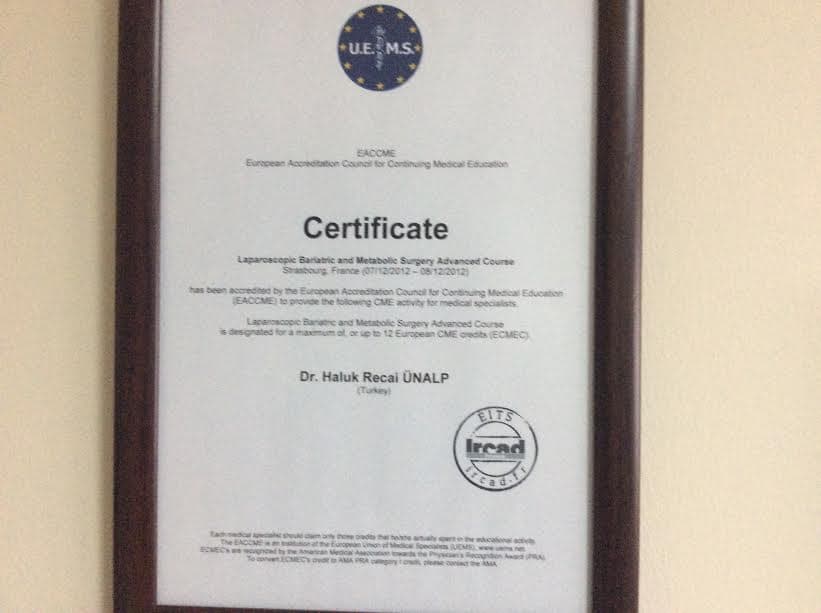 U.E.M.S.
EACCME
European Accreditation Council for Continuing Medical Education
Certificate
Laparoscopic Bariatric and Metabolic Surgery Advanced Course
Strasbourg, France (07/12/2012 – 08/12/2012)
has been accredited by the European Accreditation Council for Continuing Medical Education
(EACCME) to provide the following CME activity for medical specialists.
Laparoscopic Bariatric and Metabolic Surgery Advanced Course
is designated for a maximum of, or up to 12 European CME credits (ECMEC).
Dr. Haluk Recai ÜNALP
(Turkey)
EITS
Ircad
ircad.fr
Each medical specialist should claim only those credits that he/she actually spent in the educational activity.
The EACCME is an institution of the European Union of Medical Specialists (UEMS), www.uems.net
ECMEC's are recognized by the American Medical Association towards the Physician's Recognition Award (PRA).
To convert ECMEC's credit to AMA PRA category I credit, please contact the AMA.